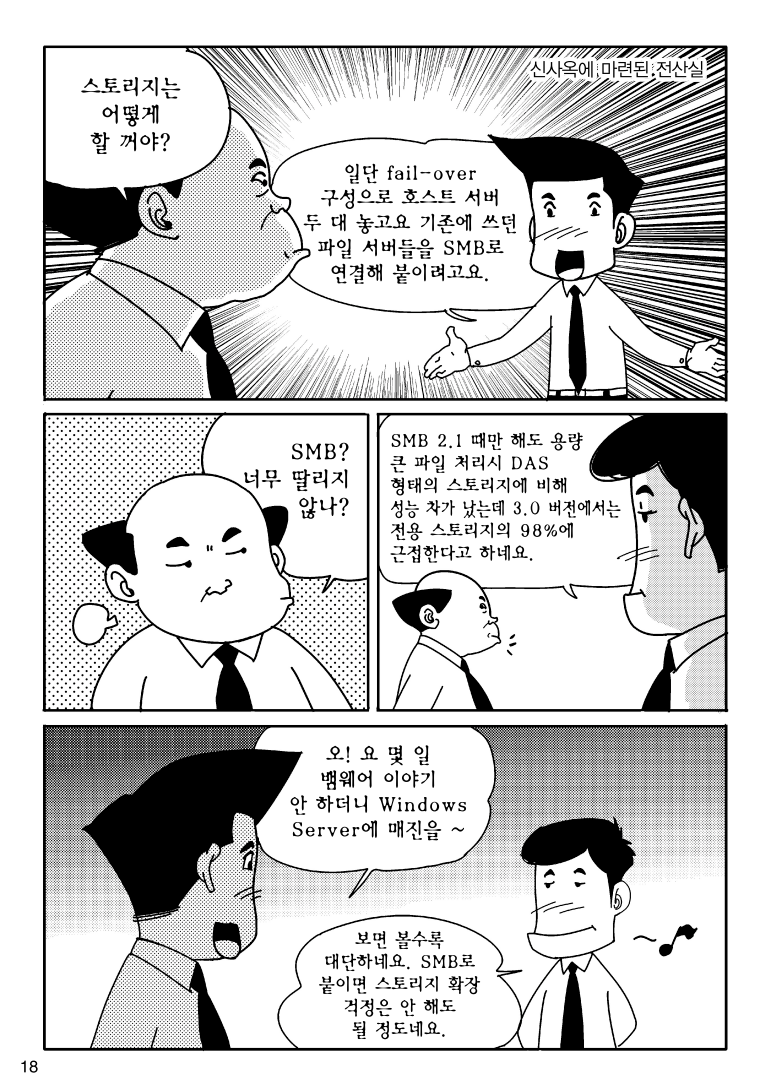 신사옥에 마련된 전산실
스토리지는
어떻게
할 꺼야?
일단 fail-over
구성으로 호스트 서버
두 대 놓고요 기존에 쓰던
파일 서버들을 SMB로
연결해 붙이려고요.
SMB?
너무 딸리지
않나?
SMB 2.1 때만 해도 용량
큰 파일 처리시 DAS
형태의 스토리지에 비해
성능 차가 났는데 3.0 버전에서는
전용 스토리지의 98%에
근접한다고 하네요.
오! 요 몇 일
뱀웨어 이야기
안 하더니 Windows
Server에 매진을 ~
보면 볼수록
대단하네요. SMB로
붙이면 스토리지 확장
걱정은 안 해도
될 정도네요.
18